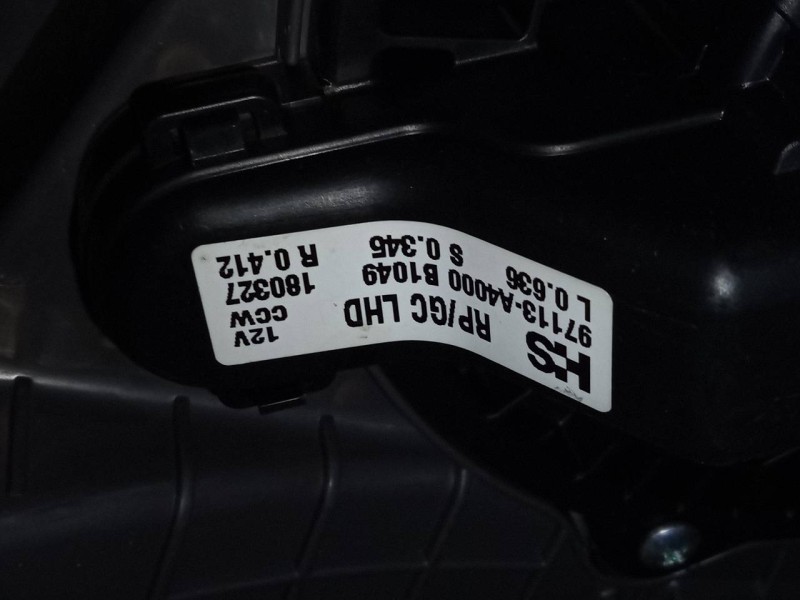 HS RP/GC LHD 12V CCW
97113-A4000 B1049 180327
L 0.636 S 0.345 R 0.412